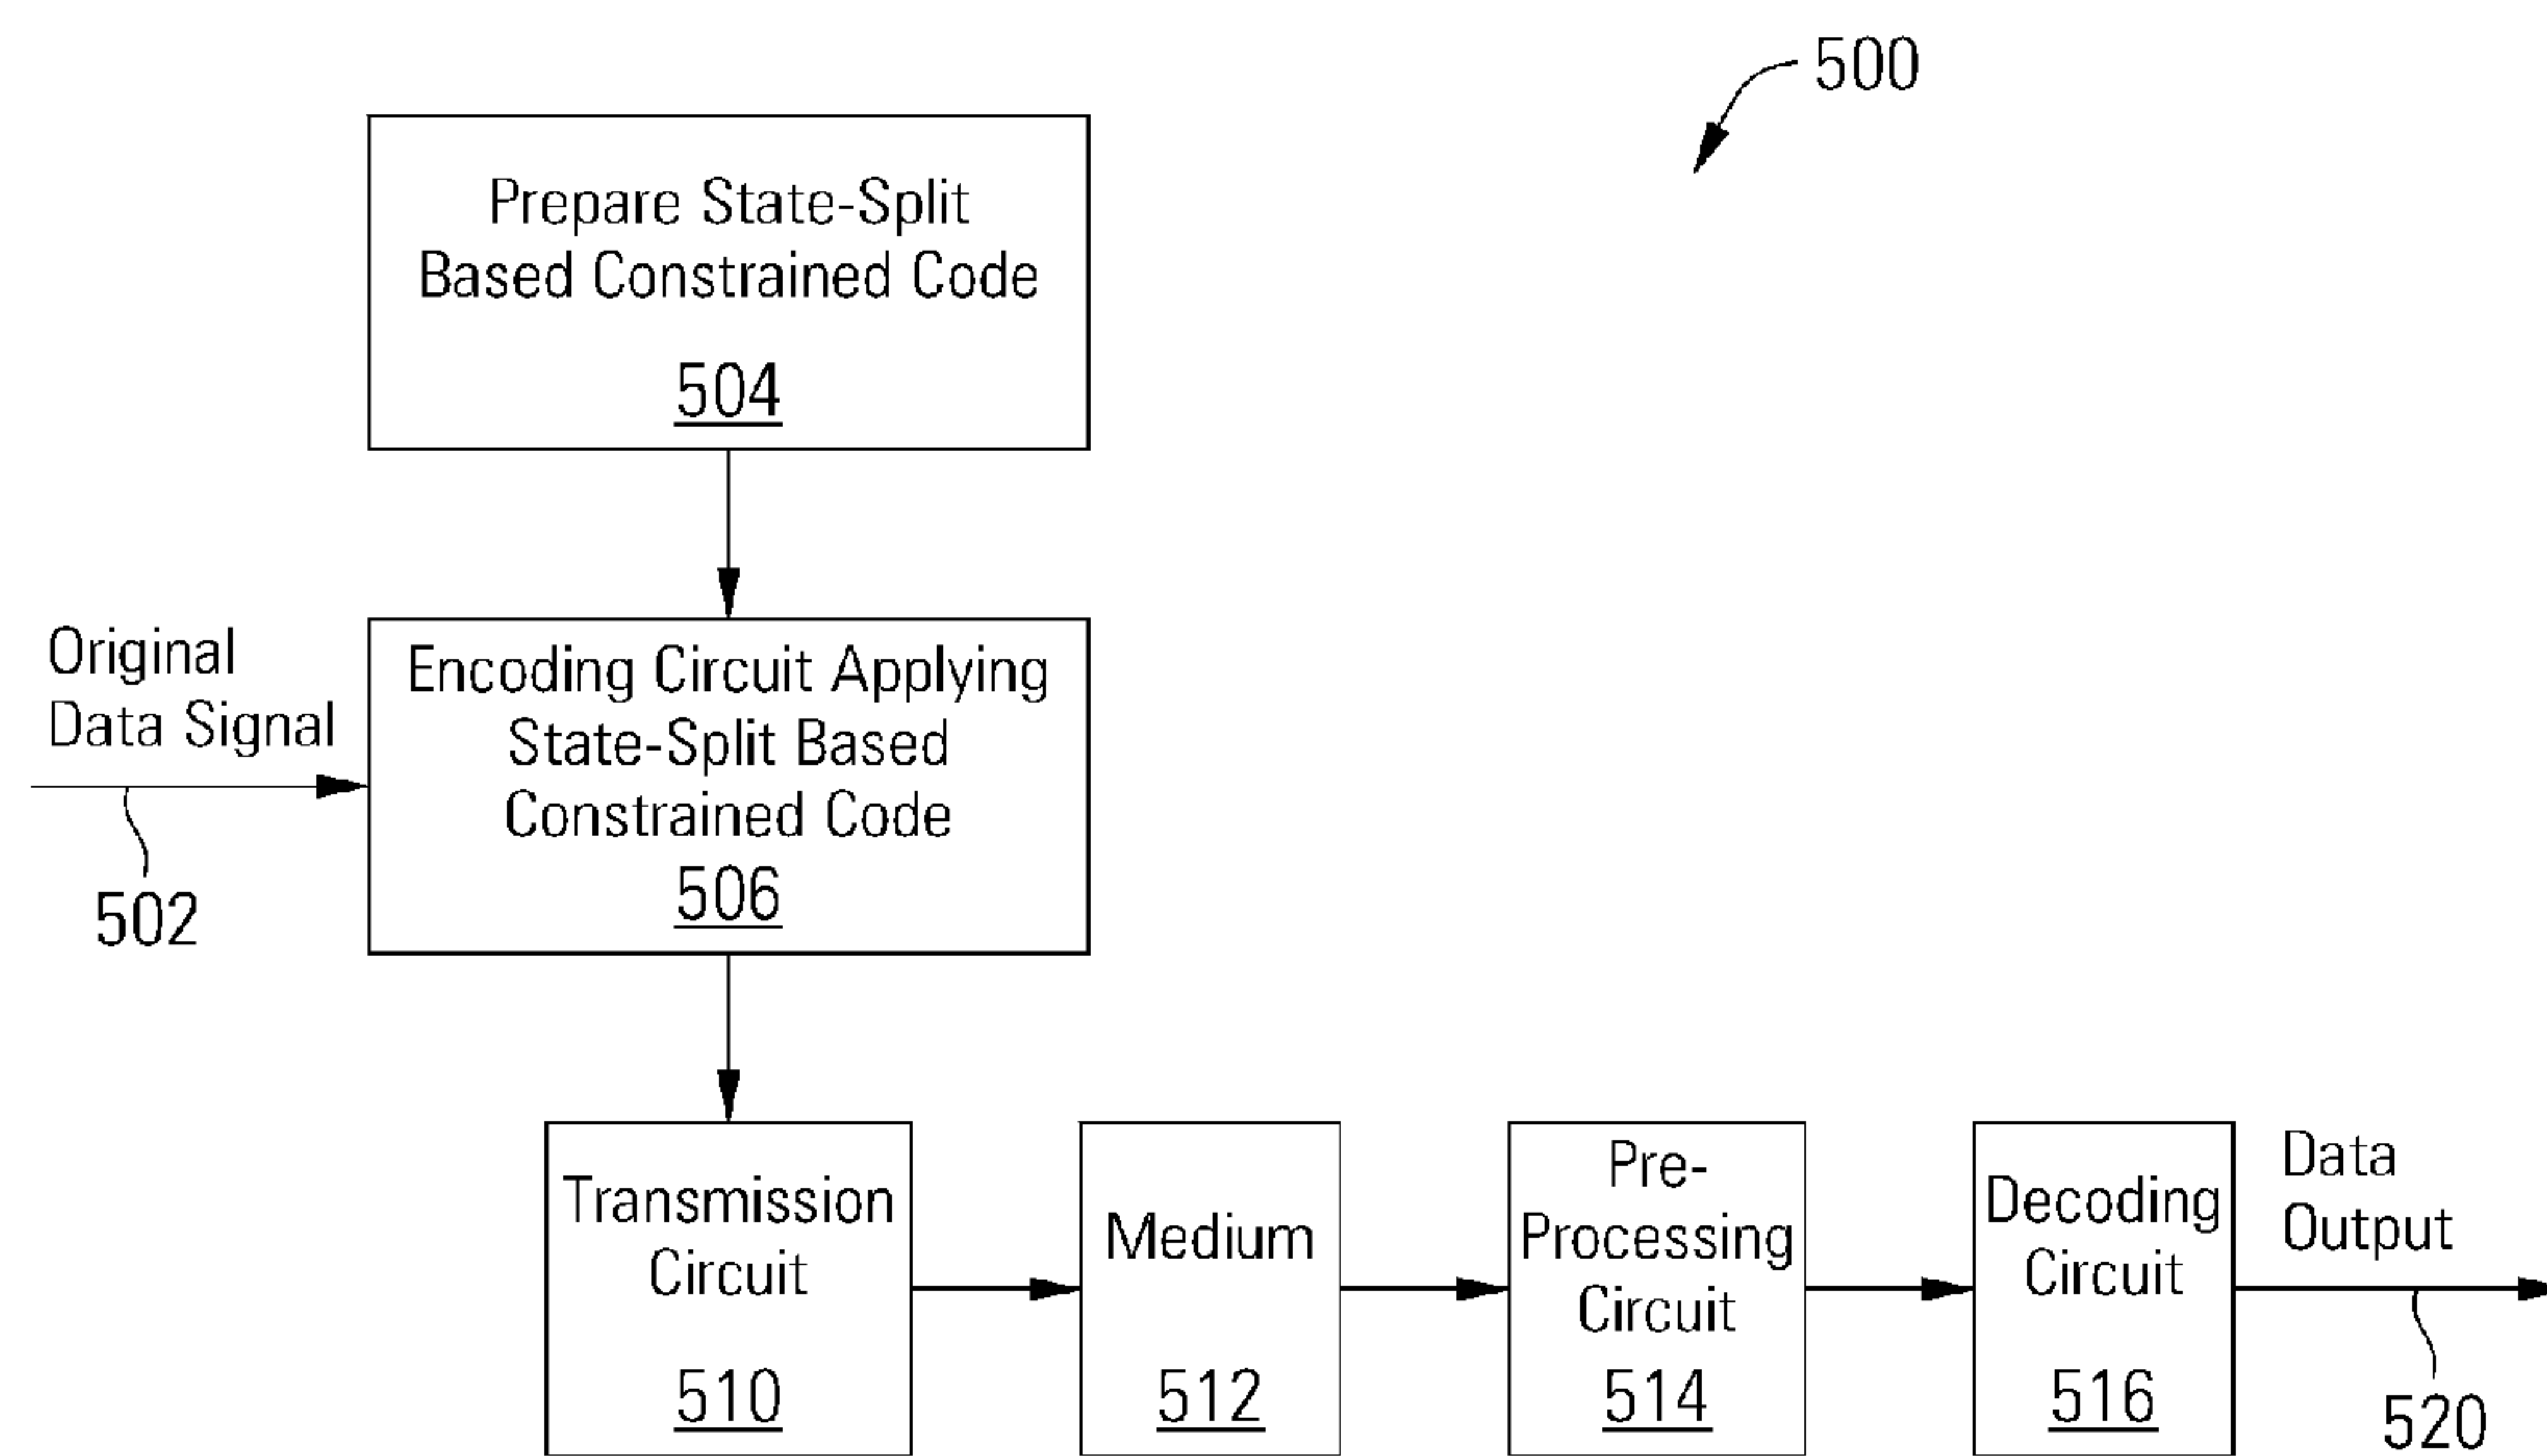 500
Prepare State-Split
Based Constrained Code
504
Original
Data Signal
502
Encoding Circuit Applying
State-Split Based
Constrained Code
506
Transmission
Circuit
510
Medium
512
Pre-
Processing
Circuit
514
Decoding
Circuit
516
Data
Output
520